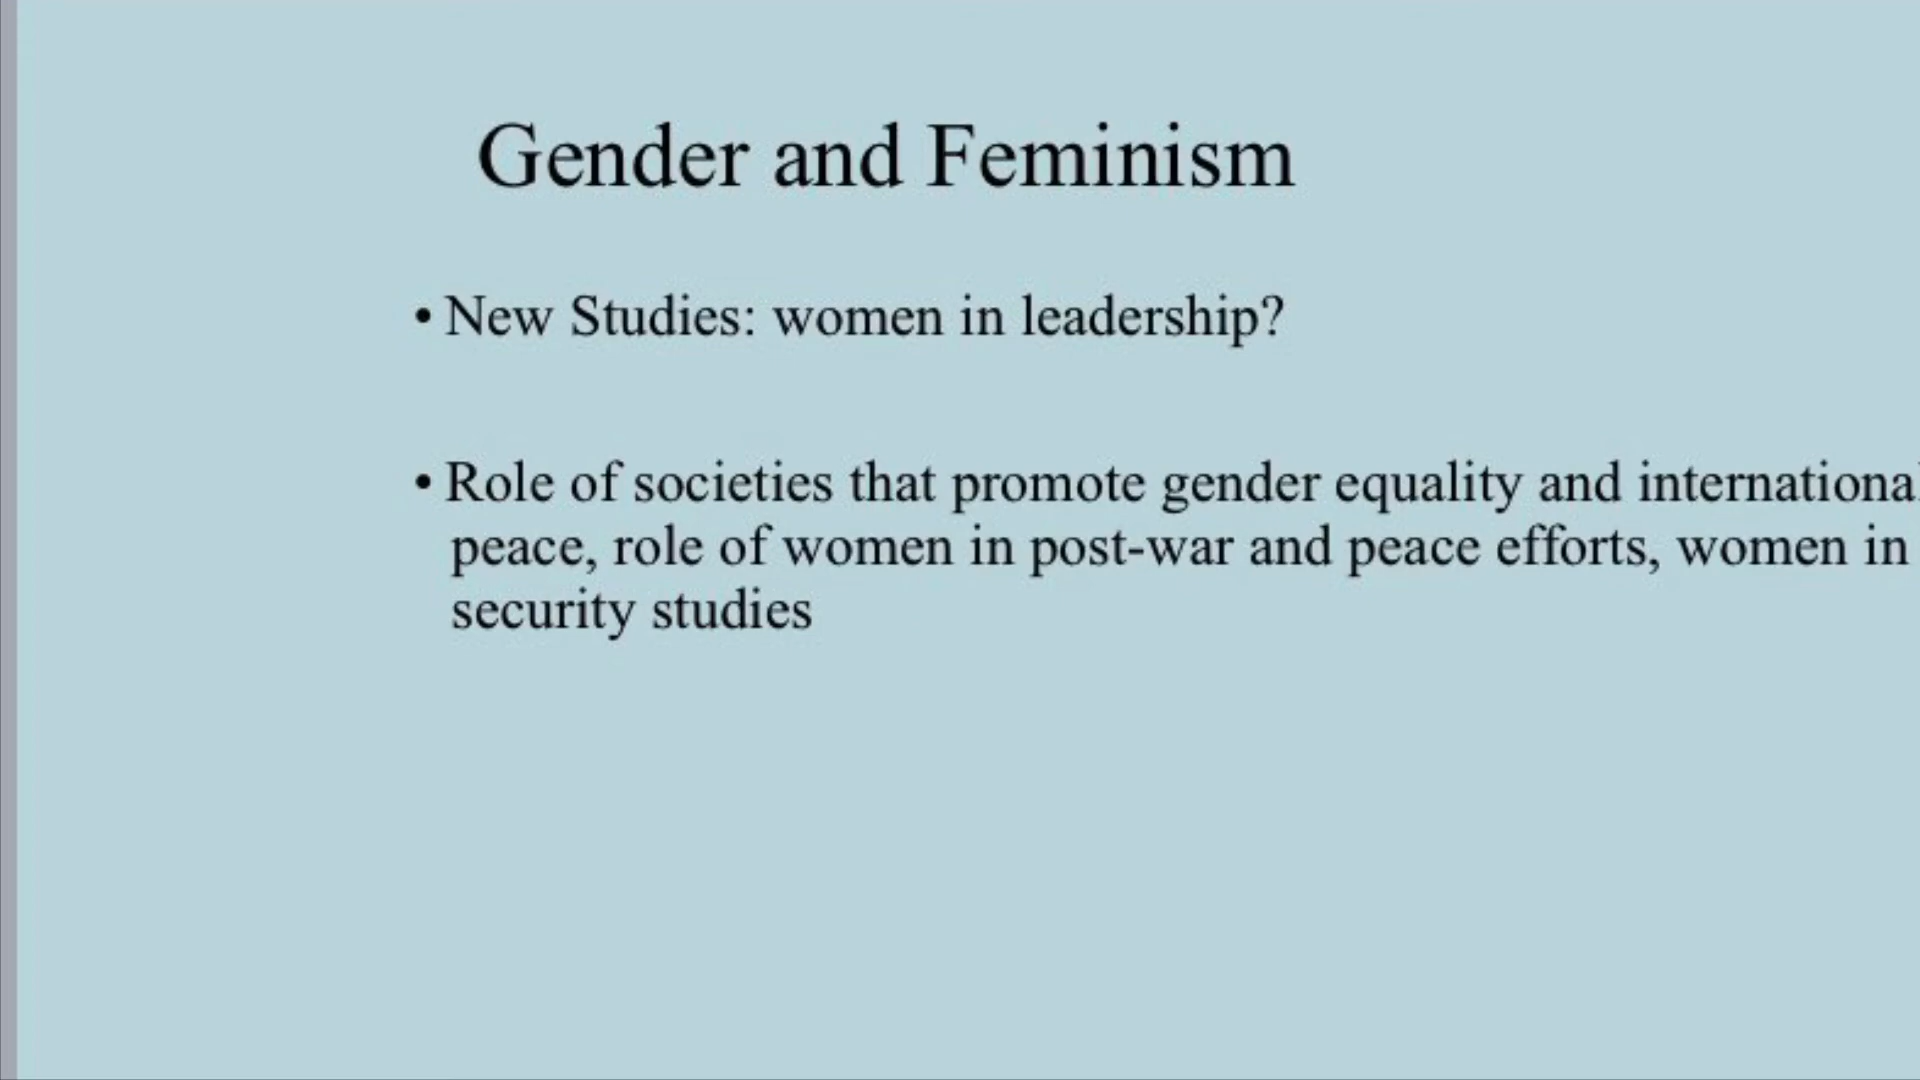 Gender and Feminism
• New Studies: women in leadership?
• Role of societies that promote gender equality and international
peace, role of women in post-war and peace efforts, women in
security studies